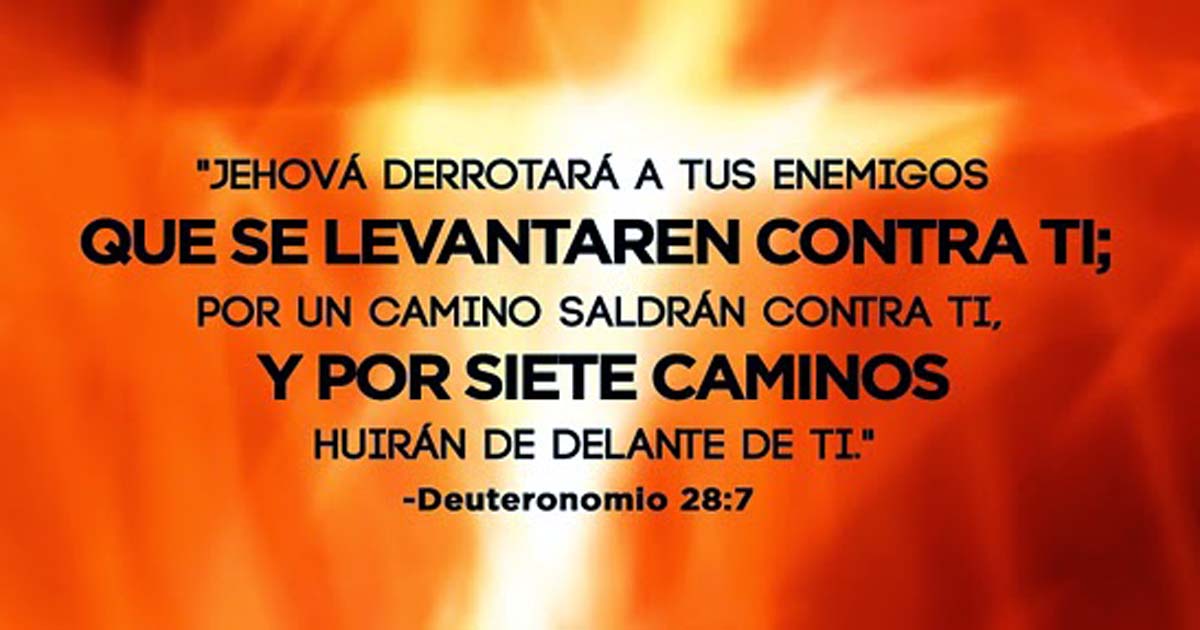 "JEHOVÁ DERROTARÁ A TUS ENEMIGOS
QUE SE LEVANTAREN CONTRA TI;
POR UN CAMINO SALDRÁN CONTRA TI,
Y POR SIETE CAMINOS
HUIRÁN DE DELANTE DE TI."
-Deuteronomio 28:7